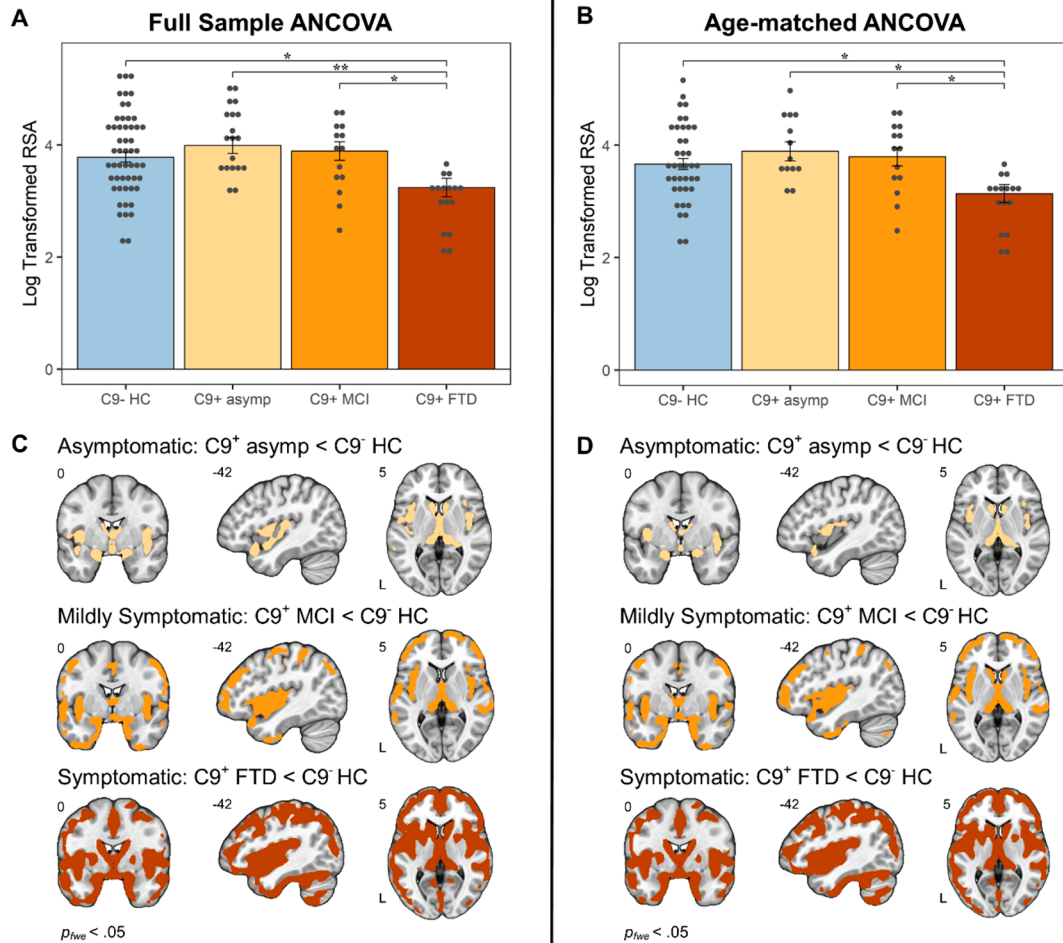 A
Full Sample ANCOVA
*
**
*
4
2
0
Log Transformed RSA
C9- HC
C9+ asymp
C9+ MCI
C9+ FTD
B
Age-matched ANCOVA
*
*
*
4
2
0
Log Transformed RSA
C9- HC
C9+ asymp
C9+ MCI
C9+ FTD
C
Asymptomatic: C9⁺ asymp < C9⁻ HC
0
-42
5
L
Mildly Symptomatic: C9⁺ MCI < C9⁻ HC
0
-42
5
L
Symptomatic: C9⁺ FTD < C9⁻ HC
0
-42
5
L
pfwe < .05
D
Asymptomatic: C9⁺ asymp < C9⁻ HC
0
-42
5
L
Mildly Symptomatic: C9⁺ MCI < C9⁻ HC
0
-42
5
L
Symptomatic: C9⁺ FTD < C9⁻ HC
0
-42
5
L
pfwe < .05